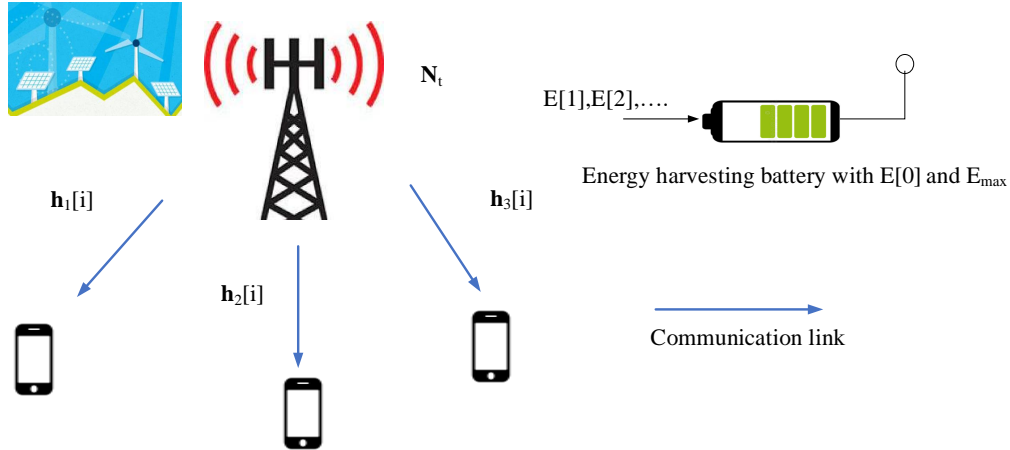 N_t
E[1],E[2],….
Energy harvesting battery with E[0] and E_max
h_1[i]
h_3[i]
h_2[i]
Communication link